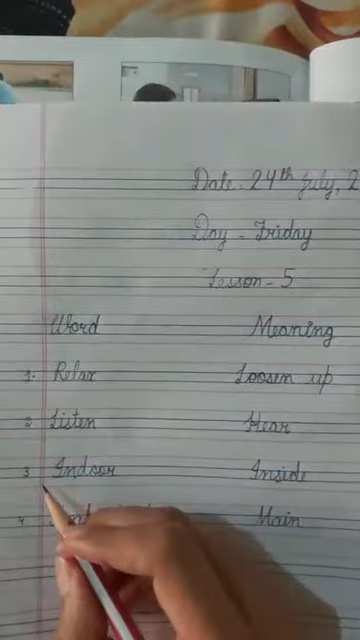 Date - 24th July, 2
Day - Friday
Lesson - 5
Word Meaning
1. Relax Loosen up
2 Listen Hear
3 Indoor Inside
4 Main